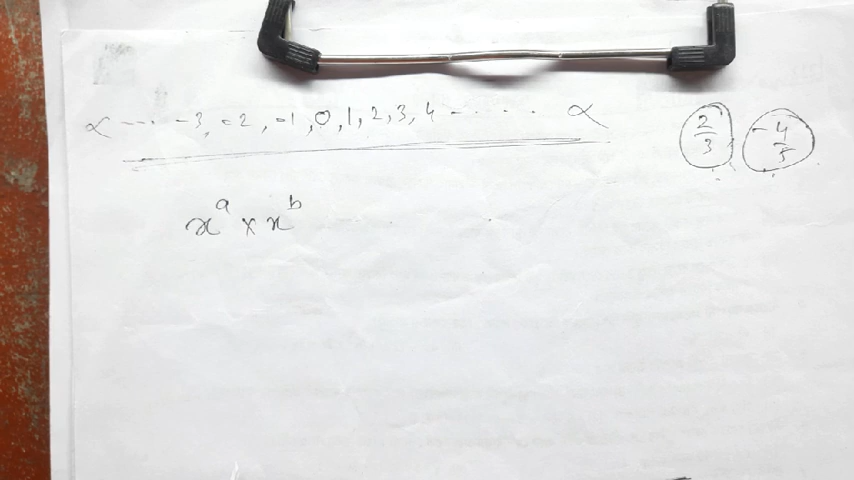 ∝ ---- -3, -2, -1, 0, 1, 2, 3, 4 - - - - - ∝
2/3 -4/5
x^a × x^b